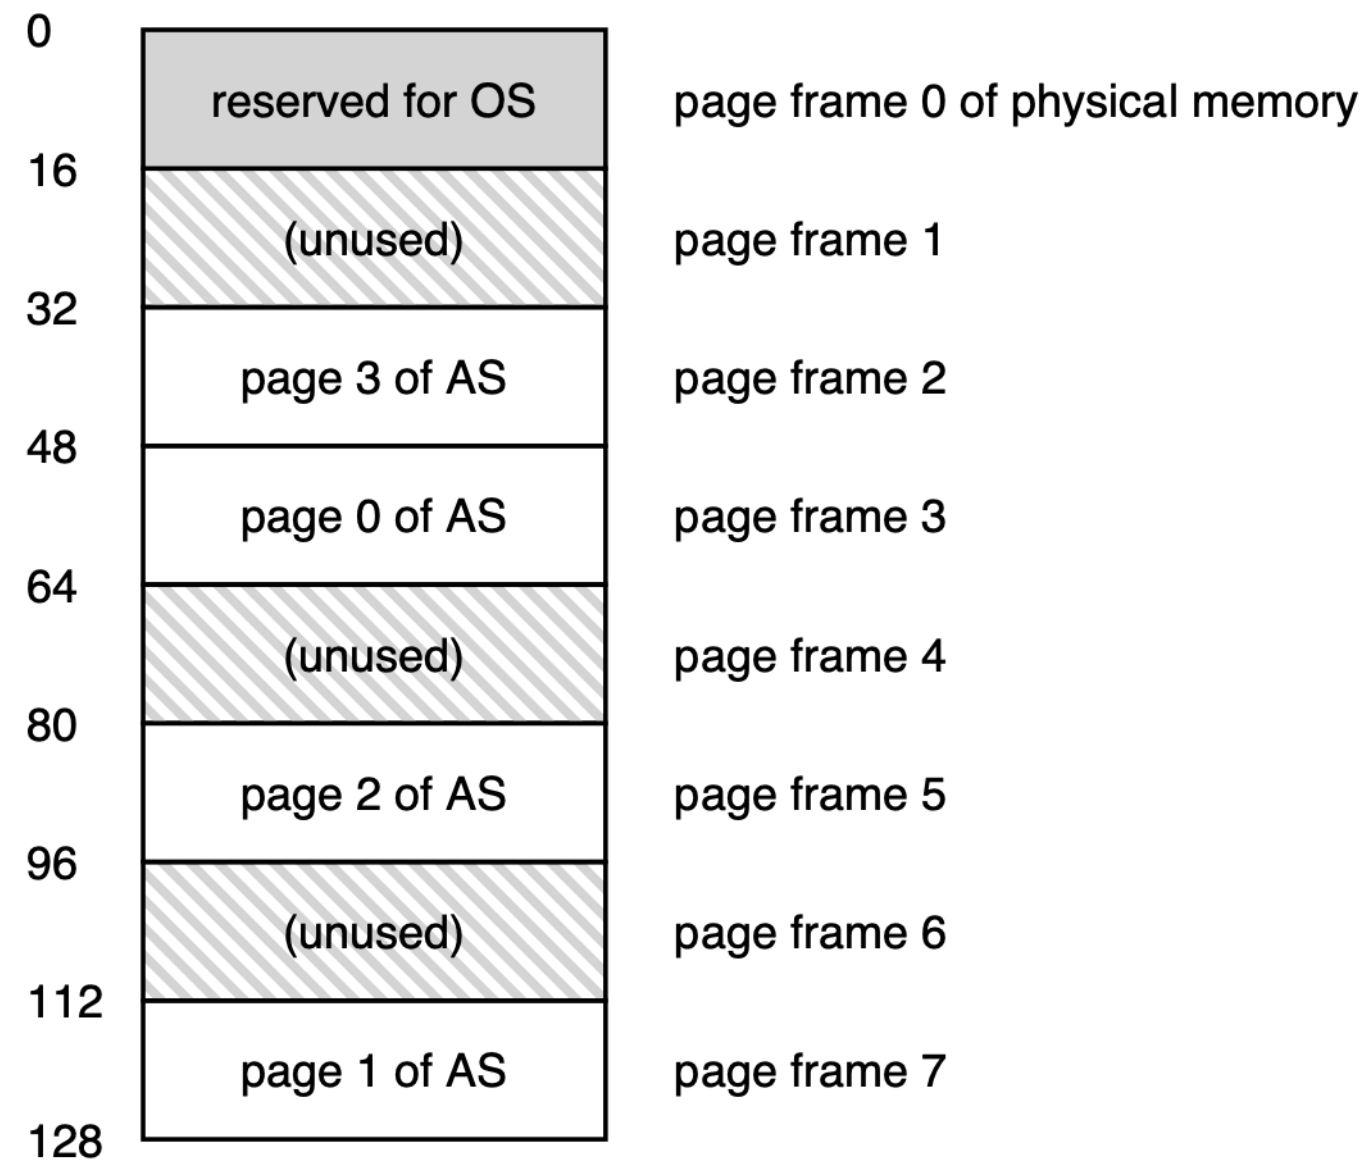 0
reserved for OS page frame 0 of physical memory
16
(unused) page frame 1
32
page 3 of AS page frame 2
48
page 0 of AS page frame 3
64
(unused) page frame 4
80
page 2 of AS page frame 5
96
(unused) page frame 6
112
page 1 of AS page frame 7
128